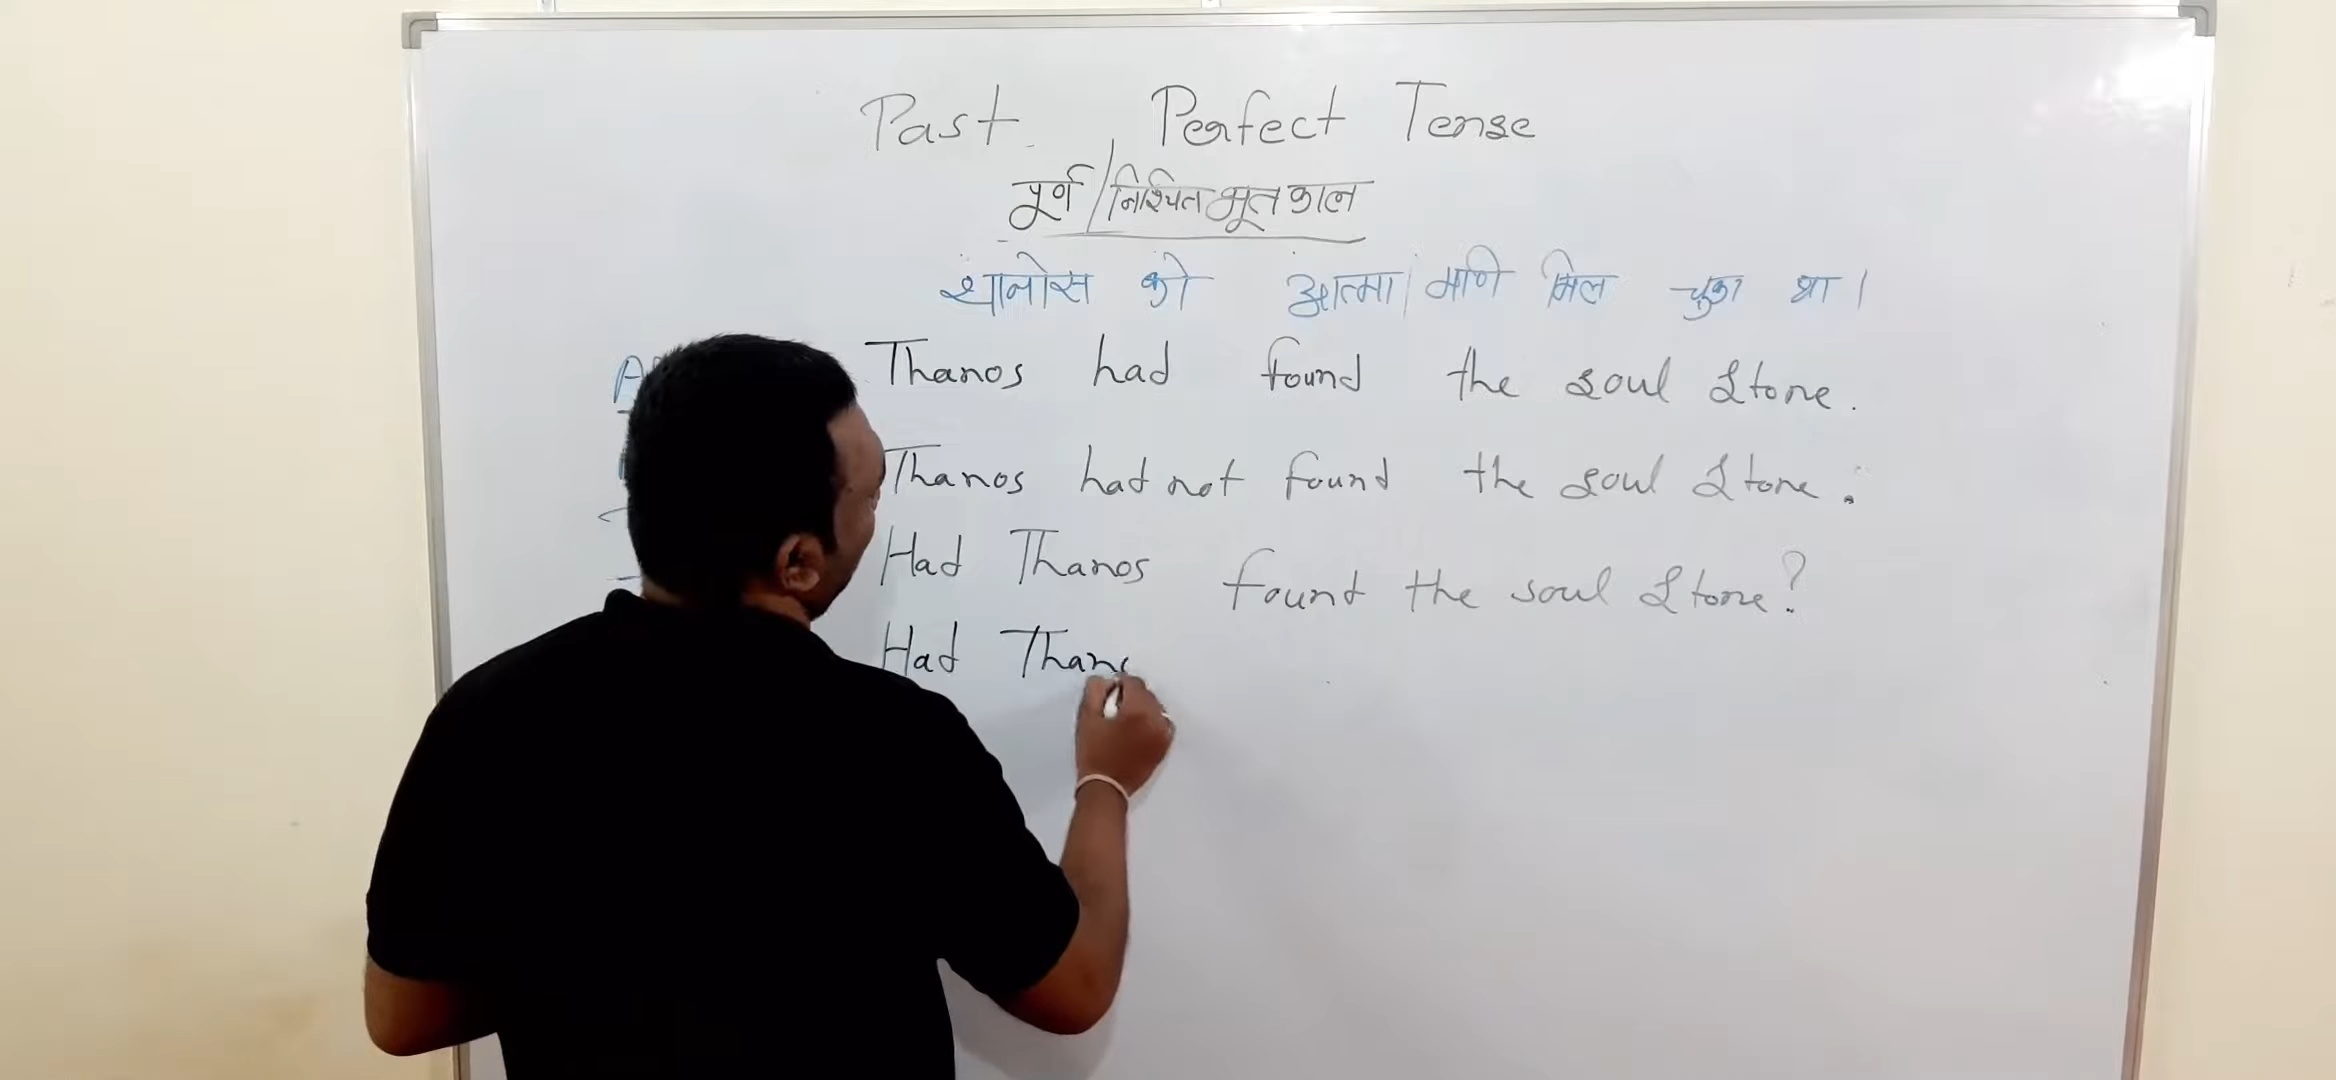 Past Perfect Tense
पूर्ण/निश्चित भूतकाल
थानोस को आत्मा मणि मिल चुका था।
Thanos had found the soul stone.
Thanos had not found the soul stone.
Had Thanos found the soul stone?
Had Thano